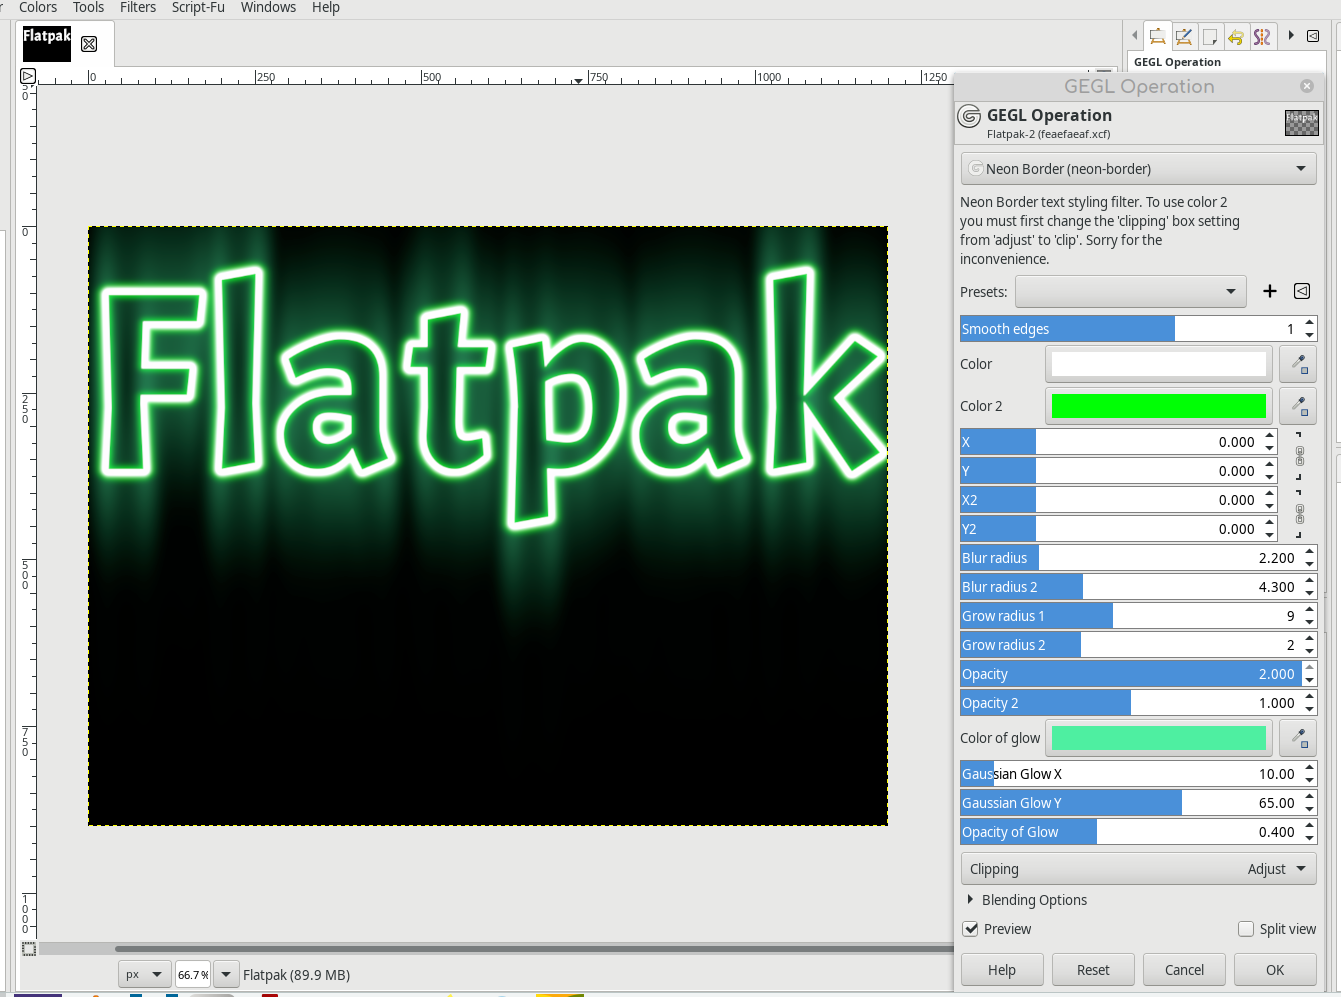 Colors Tools Filters Script-Fu Windows Help
Flatpak
GEGL Operation
0 250 500 750 1000 1250
GEGL Operation
GEGL Operation
Flatpak-2 (feaefaeaf.xcf)
Flatpak
Neon Border (neon-border)
Neon Border text styling filter. To use color 2
you must first change the 'clipping' box setting
from 'adjust' to 'clip'. Sorry for the
inconvenience.
Presets:
Smooth edges 1
Color
Color 2
X 0.000
Y 0.000
X2 0.000
Y2 0.000
Blur radius 2.200
Blur radius 2 4.300
Grow radius 1 9
Grow radius 2 2
Opacity 2.000
Opacity 2 1.000
Color of glow
Gaussian Glow X 10.00
Gaussian Glow Y 65.00
Opacity of Glow 0.400
Clipping Adjust
Blending Options
Preview Split view
Help Reset Cancel OK
0
250
500
750
1000
Flatpak
px 66.7% Flatpak (89.9 MB)